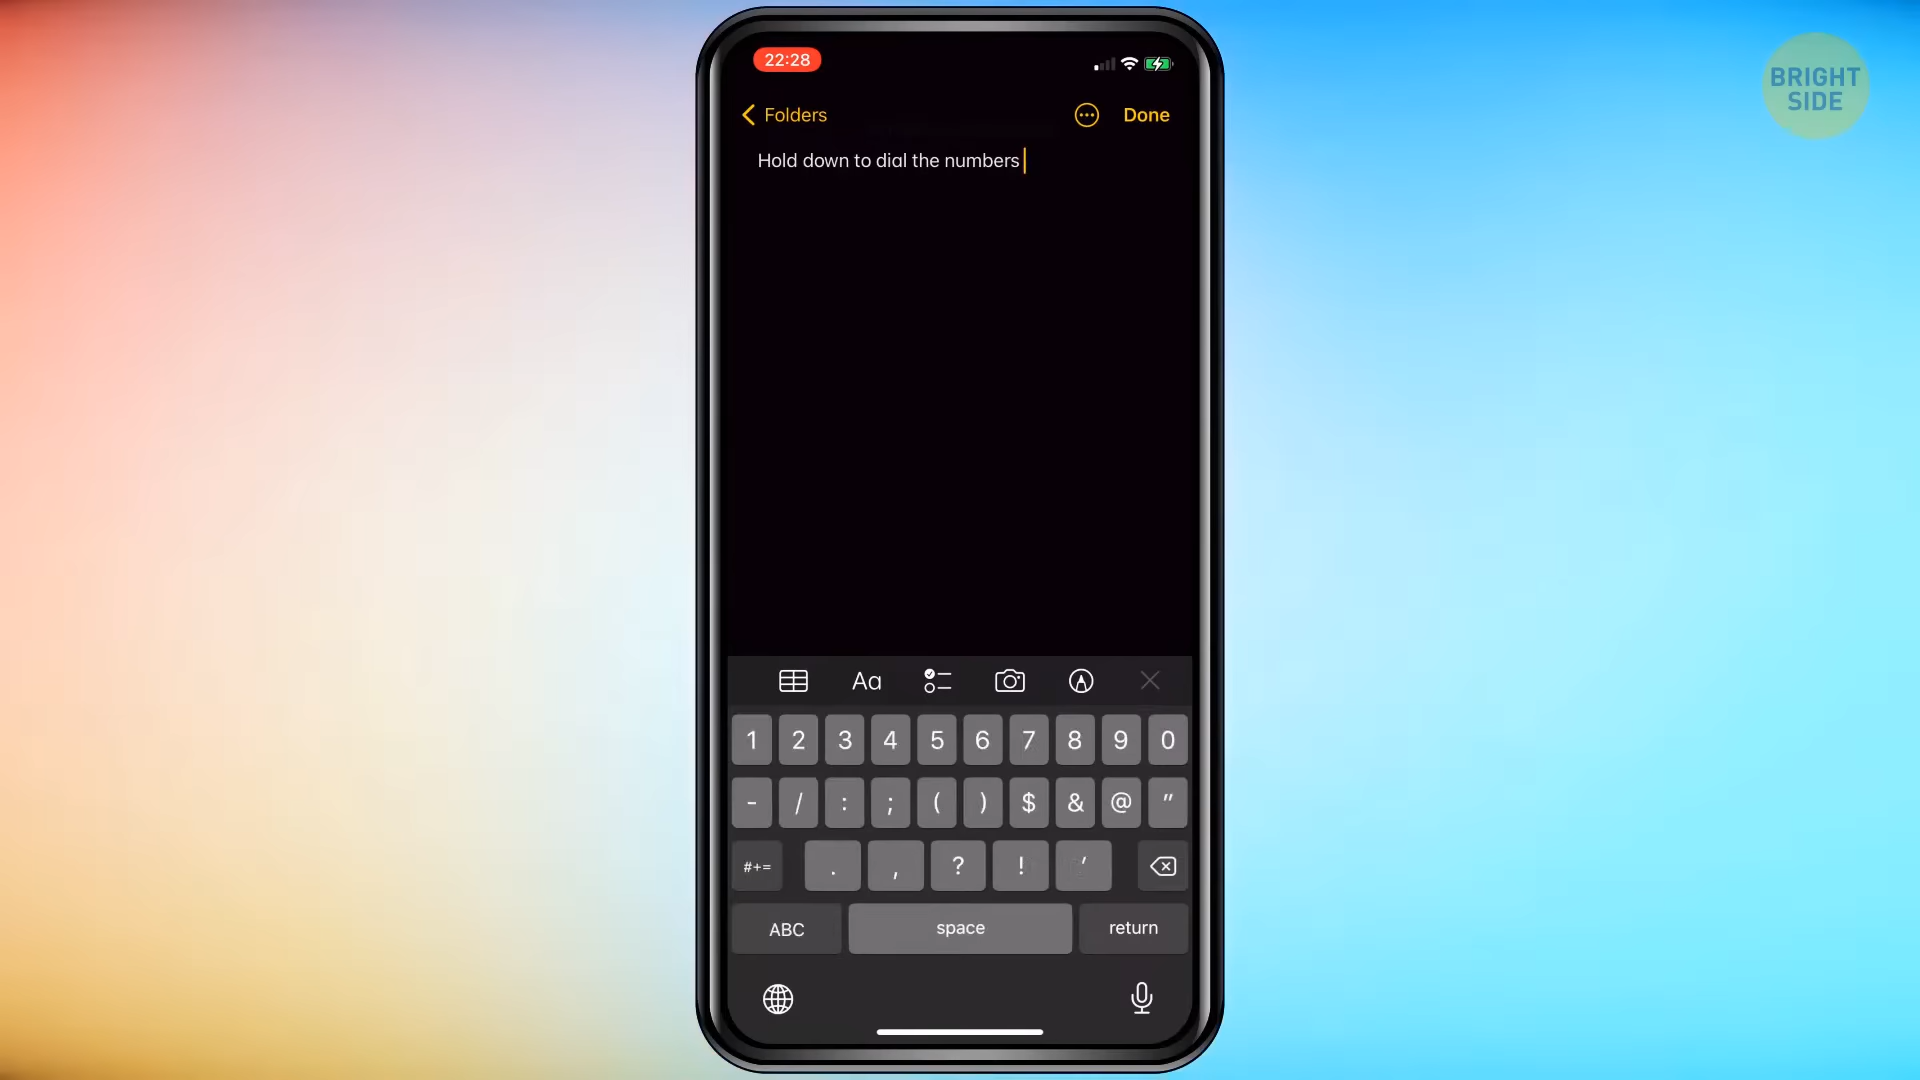 22:28
BRIGHT
SIDE
Folders
Done
Hold down to dial the numbers
Aa
1 2 3 4 5 6 7 8 9 0
- / : ; ( ) $ & @ "
#+= . , ? ! '
ABC space return